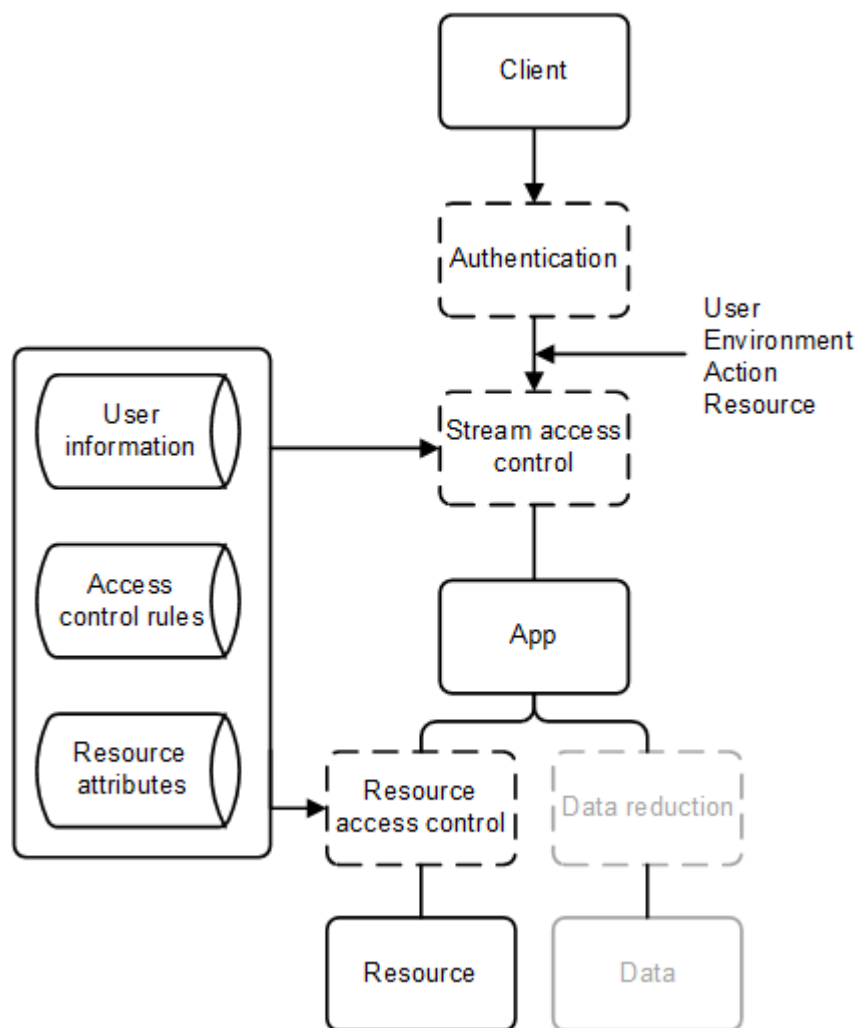 Client
Authentication
User
Environment
Action
Resource
User
information
Stream access
control
Access
control rules
App
Resource
attributes
Resource
access control
Data reduction
Resource
Data